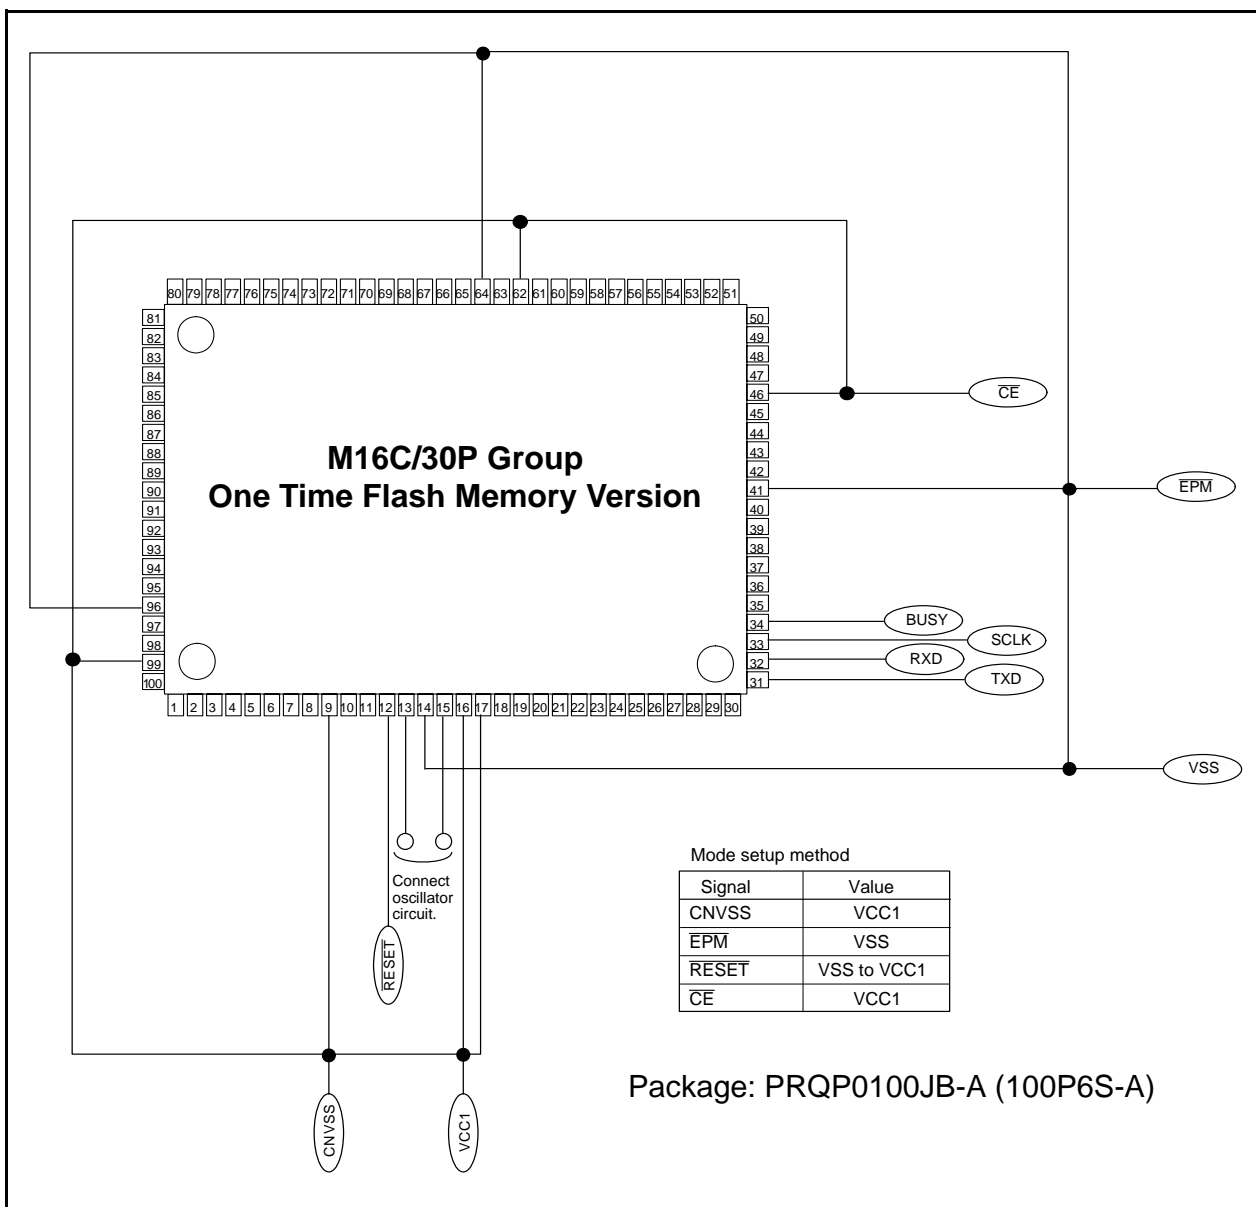 80 79 78 77 76 75 74 73 72 71 70 69 68 67 66 65 64 63 62 61 60 59 58 57 56 55 54 53 52 51
81
82
83
84
85
86
87
88
89
90
91
92
93
94
95
96
97
98
99
100
M16C/30P Group
One Time Flash Memory Version
50
49
48
47
46
45
44
43
42
41
40
39
38
37
36
35
34
33
32
31
CE
EPM
BUSY
SCLK
RXD
TXD
1 2 3 4 5 6 7 8 9 10 11 12 13 14 15 16 17 18 19 20 21 22 23 24 25 26 27 28 29 30
VSS
Connect
oscillator
circuit.
RESET
Mode setup method
Signal Value
CNVSS VCC1
EPM VSS
RESET VSS to VCC1
CE VCC1
Package: PRQP0100JB-A (100P6S-A)
CNVSS
VCC1